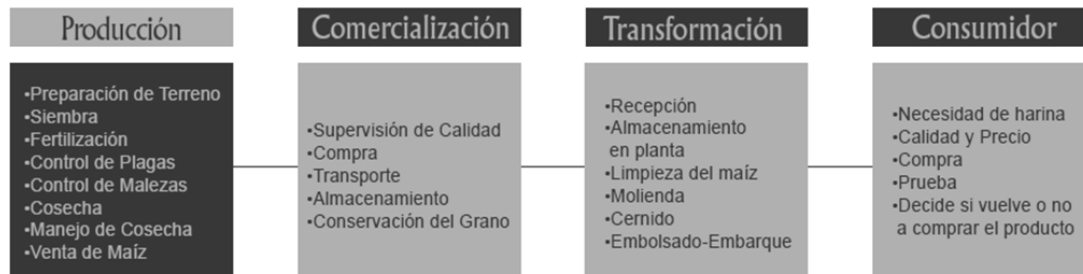 Producción
•Preparación de Terreno
•Siembra
•Fertilización
•Control de Plagas
•Control de Malezas
•Cosecha
•Manejo de Cosecha
•Venta de Maíz
Comercialización
•Supervisión de Calidad
•Compra
•Transporte
•Almacenamiento
•Conservación del Grano
Transformación
•Recepción
•Almacenamiento
en planta
•Limpieza del maíz
•Molienda
•Cernido
•Embolsado-Embarque
Consumidor
•Necesidad de harina
•Calidad y Precio
•Compra
•Prueba
•Decide si vuelve o no
a comprar el producto